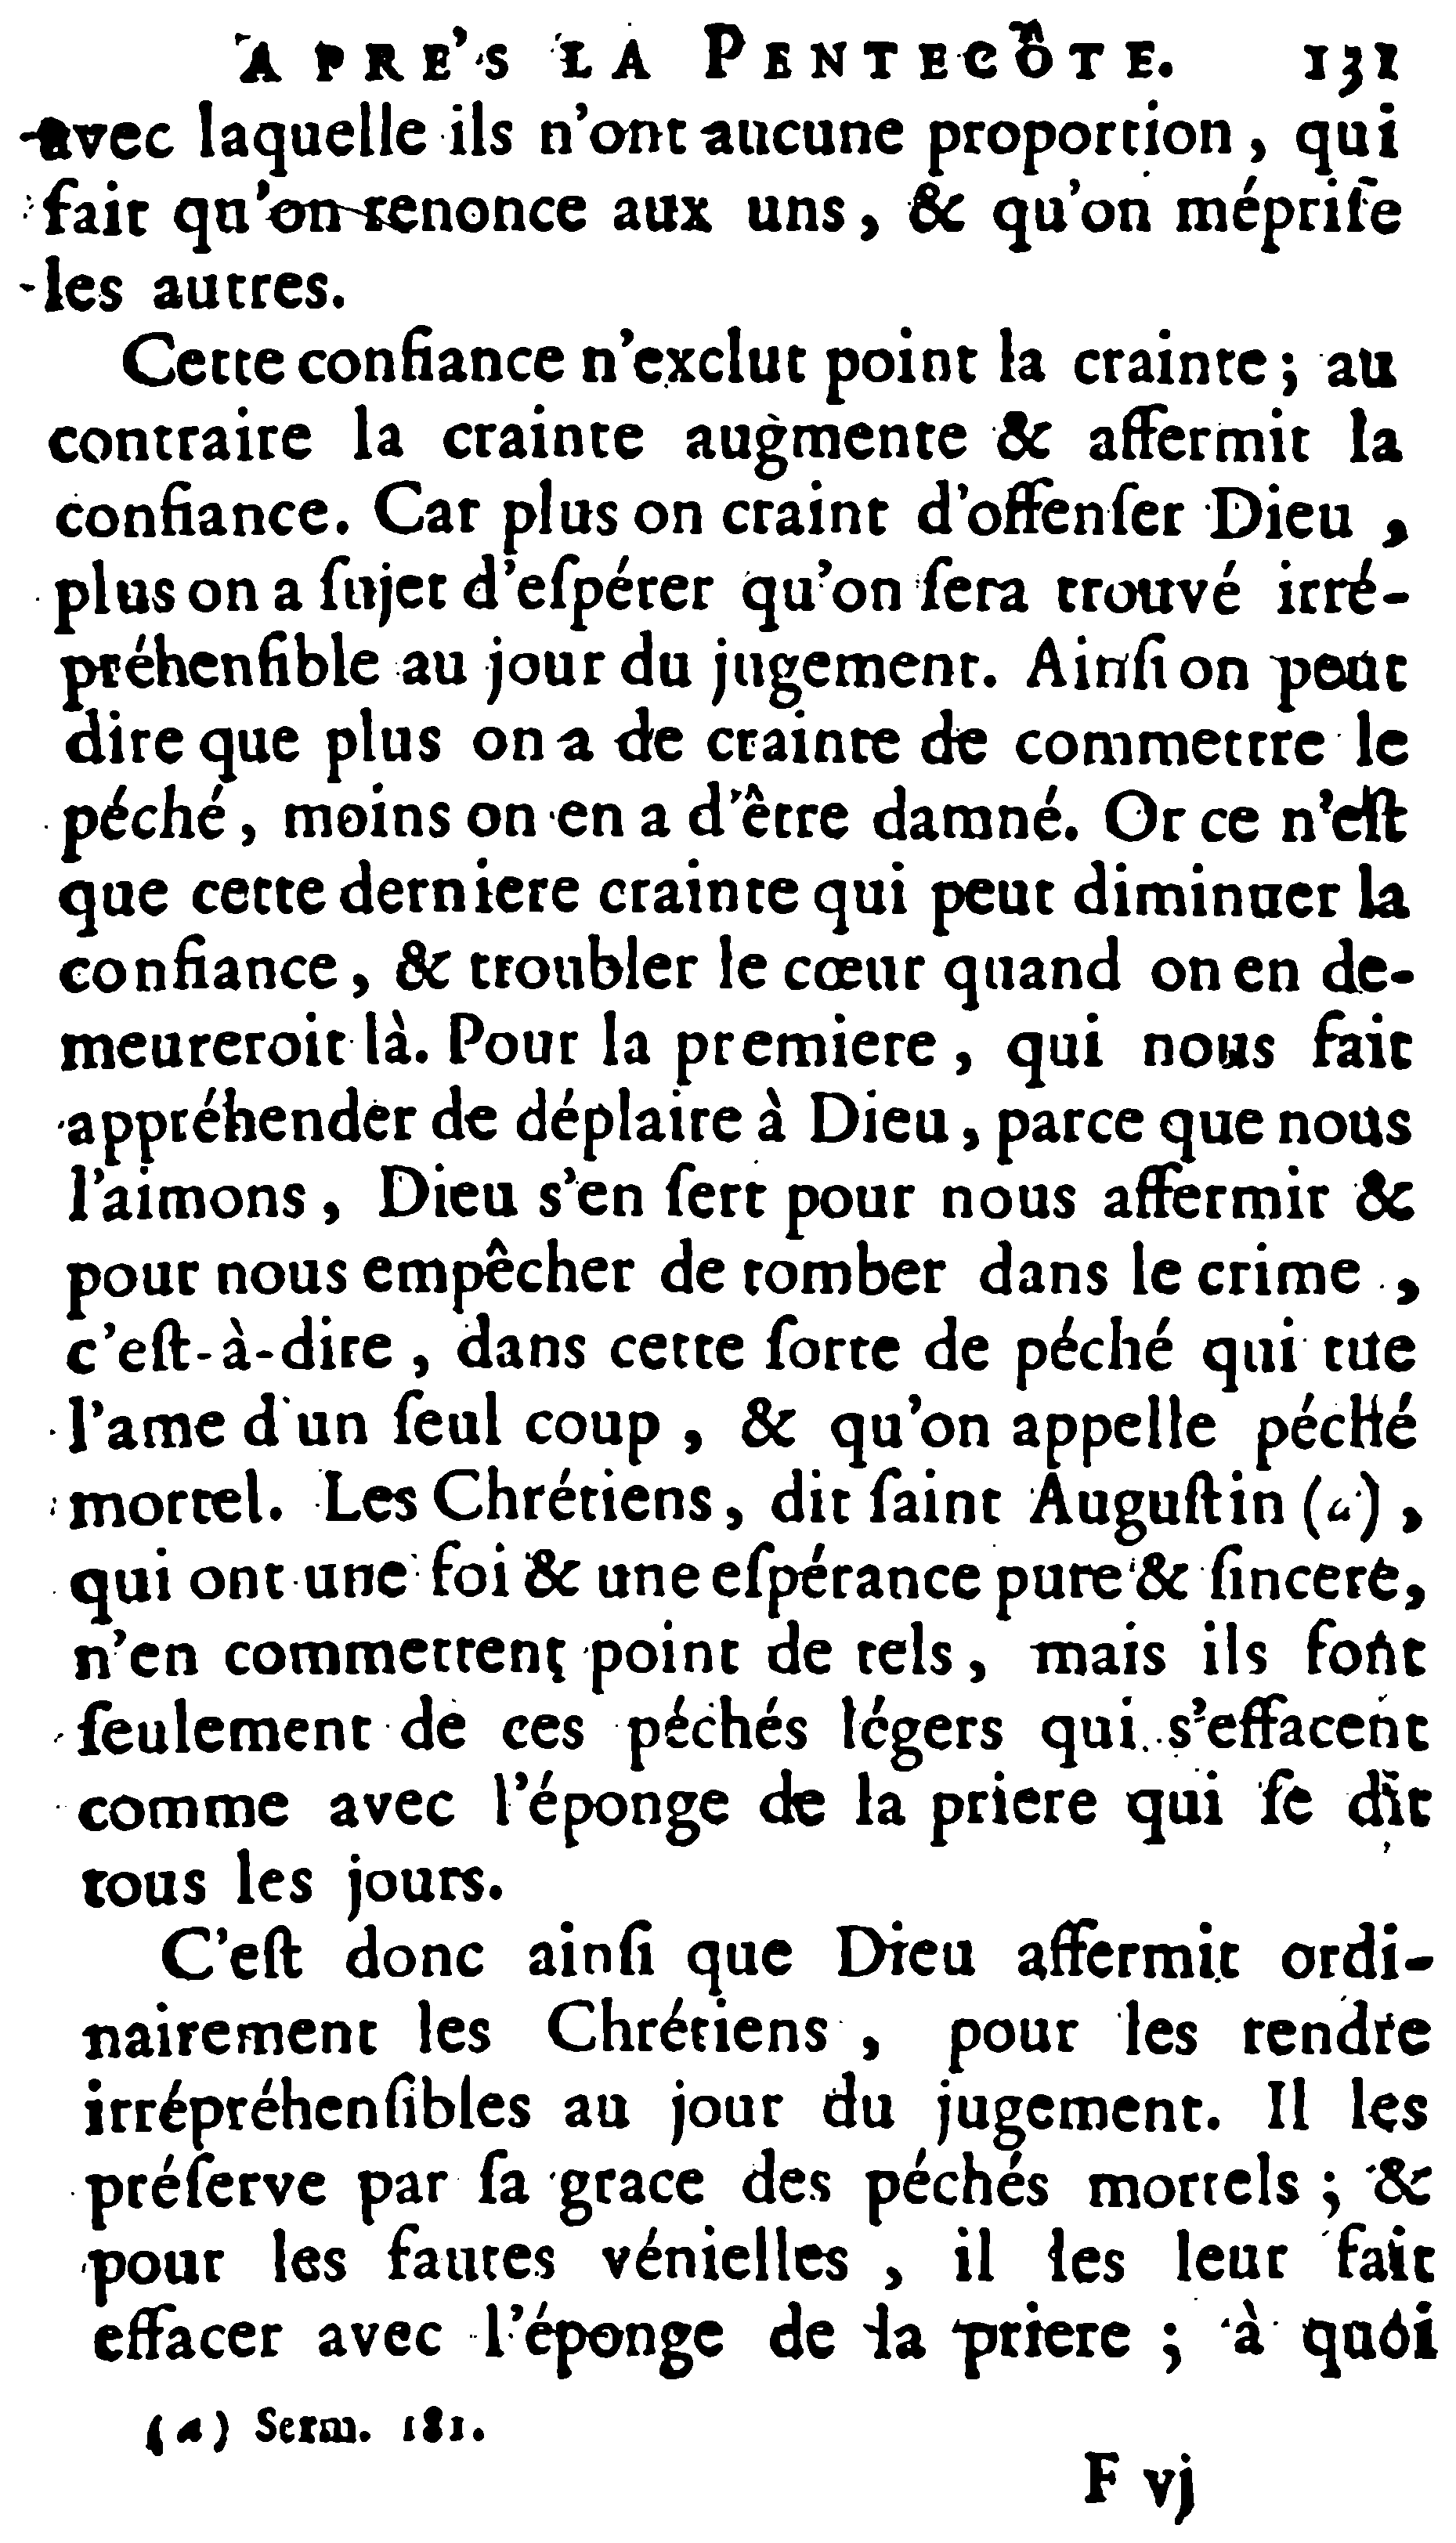 APRE'S LA PENTECÔTE. 131
avec laquelle ils n'ont aucune proportion, qui
fait qu'on renonce aux uns, & qu'on mépriſe
les autres.
Cette confiance n'exclut point la crainte; au
contraire la crainte augmente & affermit la
confiance. Car plus on craint d'offenſer Dieu,
plus on a ſujet d'eſpérer qu'on ſera trouvé irré-
préhenſible au jour du jugement. Ainſi on peut
dire que plus on a de crainte de commettre le
péché, moins on en a d'être damné. Or ce n'eſt
que cette derniere crainte qui peut diminuer la
confiance, & troubler le cœur quand on en de-
meureroit là. Pour la premiere, qui nous fait
appréhender de déplaire à Dieu, parce que nous
l'aimons, Dieu s'en ſert pour nous affermir &
pour nous empêcher de tomber dans le crime,
c'eſt-à-dire, dans cette ſorte de péché qui tue
l'ame d'un ſeul coup, & qu'on appelle péché
mortel. Les Chrétiens, dit ſaint Auguſtin (a),
qui ont une foi & une eſpérance pure & ſincere,
n'en commettent point de tels, mais ils font
ſeulement de ces péchés légers qui s'effacent
comme avec l'éponge de la priere qui ſe dit
tous les jours.
C'eſt donc ainſi que Dieu affermit ordi-
nairement les Chrétiens, pour les rendre
irrépréhenſibles au jour du jugement. Il les
préſerve par ſa grace des péchés mortels; &
pour les fautes vénielles, il les leur fait
effacer avec l'éponge de la priere; à quoi
(a) Serm. 181.
F vj